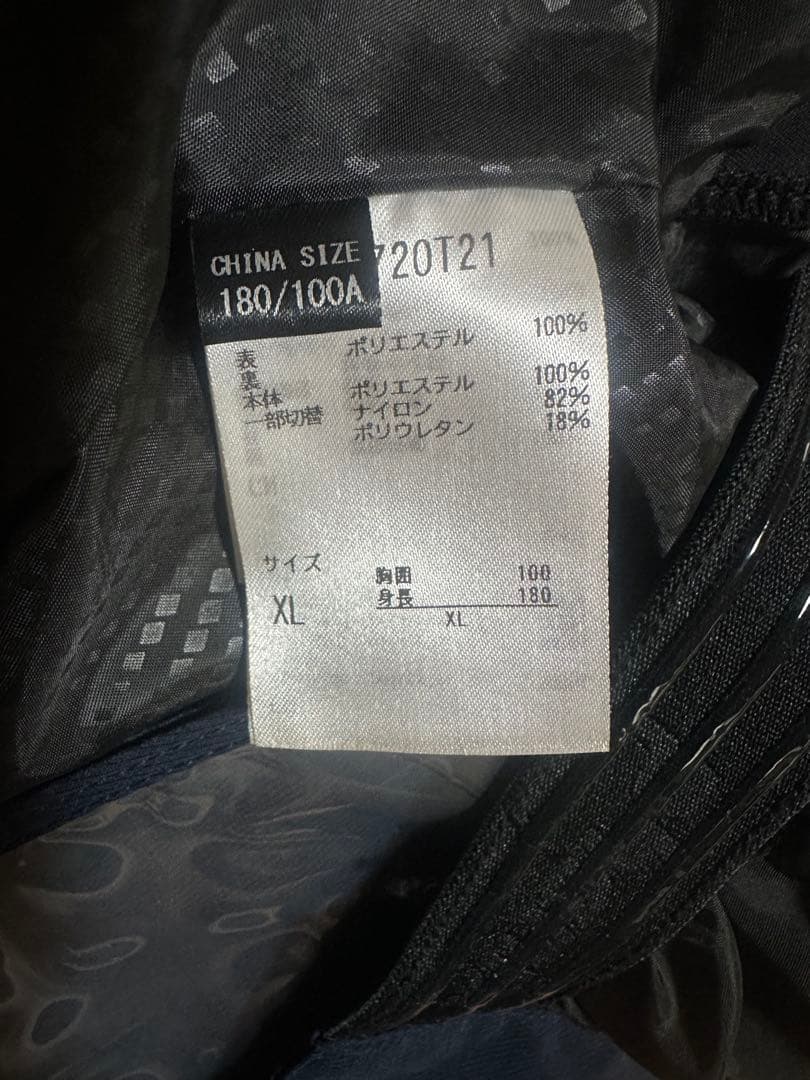 CHINA SIZE
180/100A
720T21
表 ポリエステル 100%
裏
本体 ポリエステル 100%
一部切替 ナイロン 82%
ポリウレタン 18%
サイズ
XL
胸囲 100
身長 180
XL